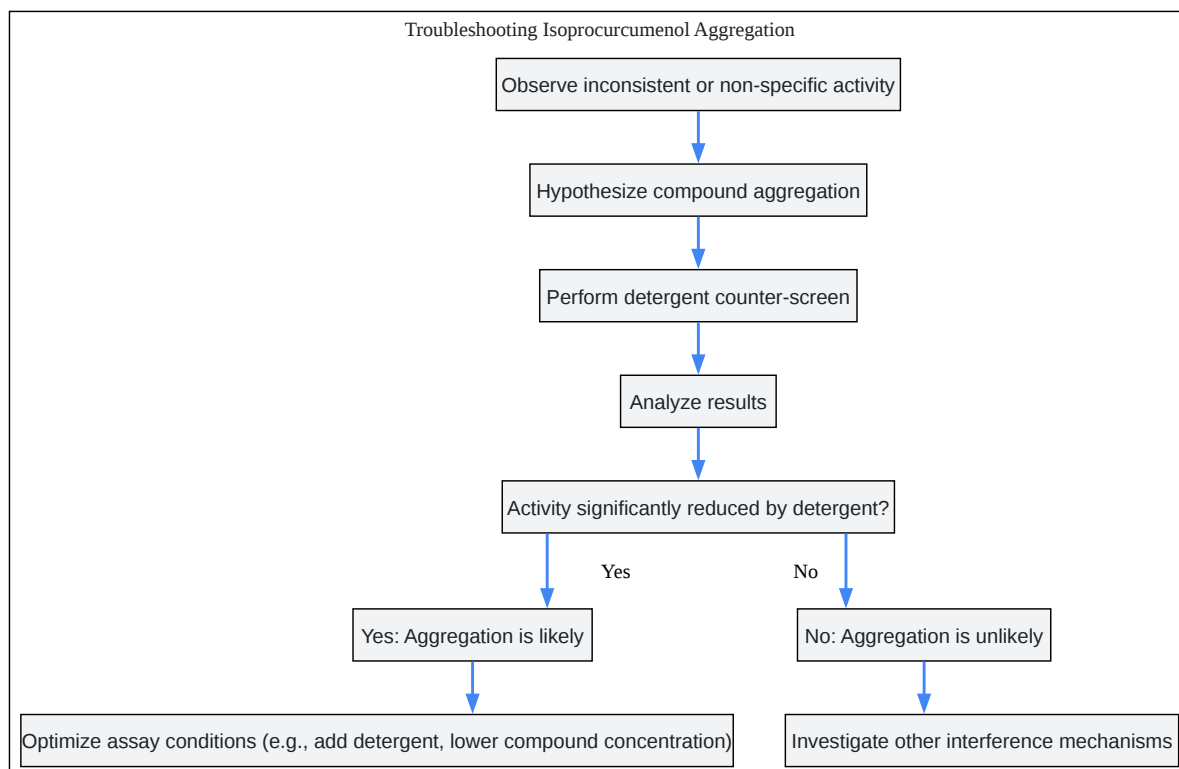 Troubleshooting Isoprocurcumenol Aggregation
Observe inconsistent or non-specific activity
Hypothesize compound aggregation
Perform detergent counter-screen
Analyze results
Activity significantly reduced by detergent?
Yes
No
Yes: Aggregation is likely
No: Aggregation is unlikely
Optimize assay conditions (e.g., add detergent, lower compound concentration)
Investigate other interference mechanisms